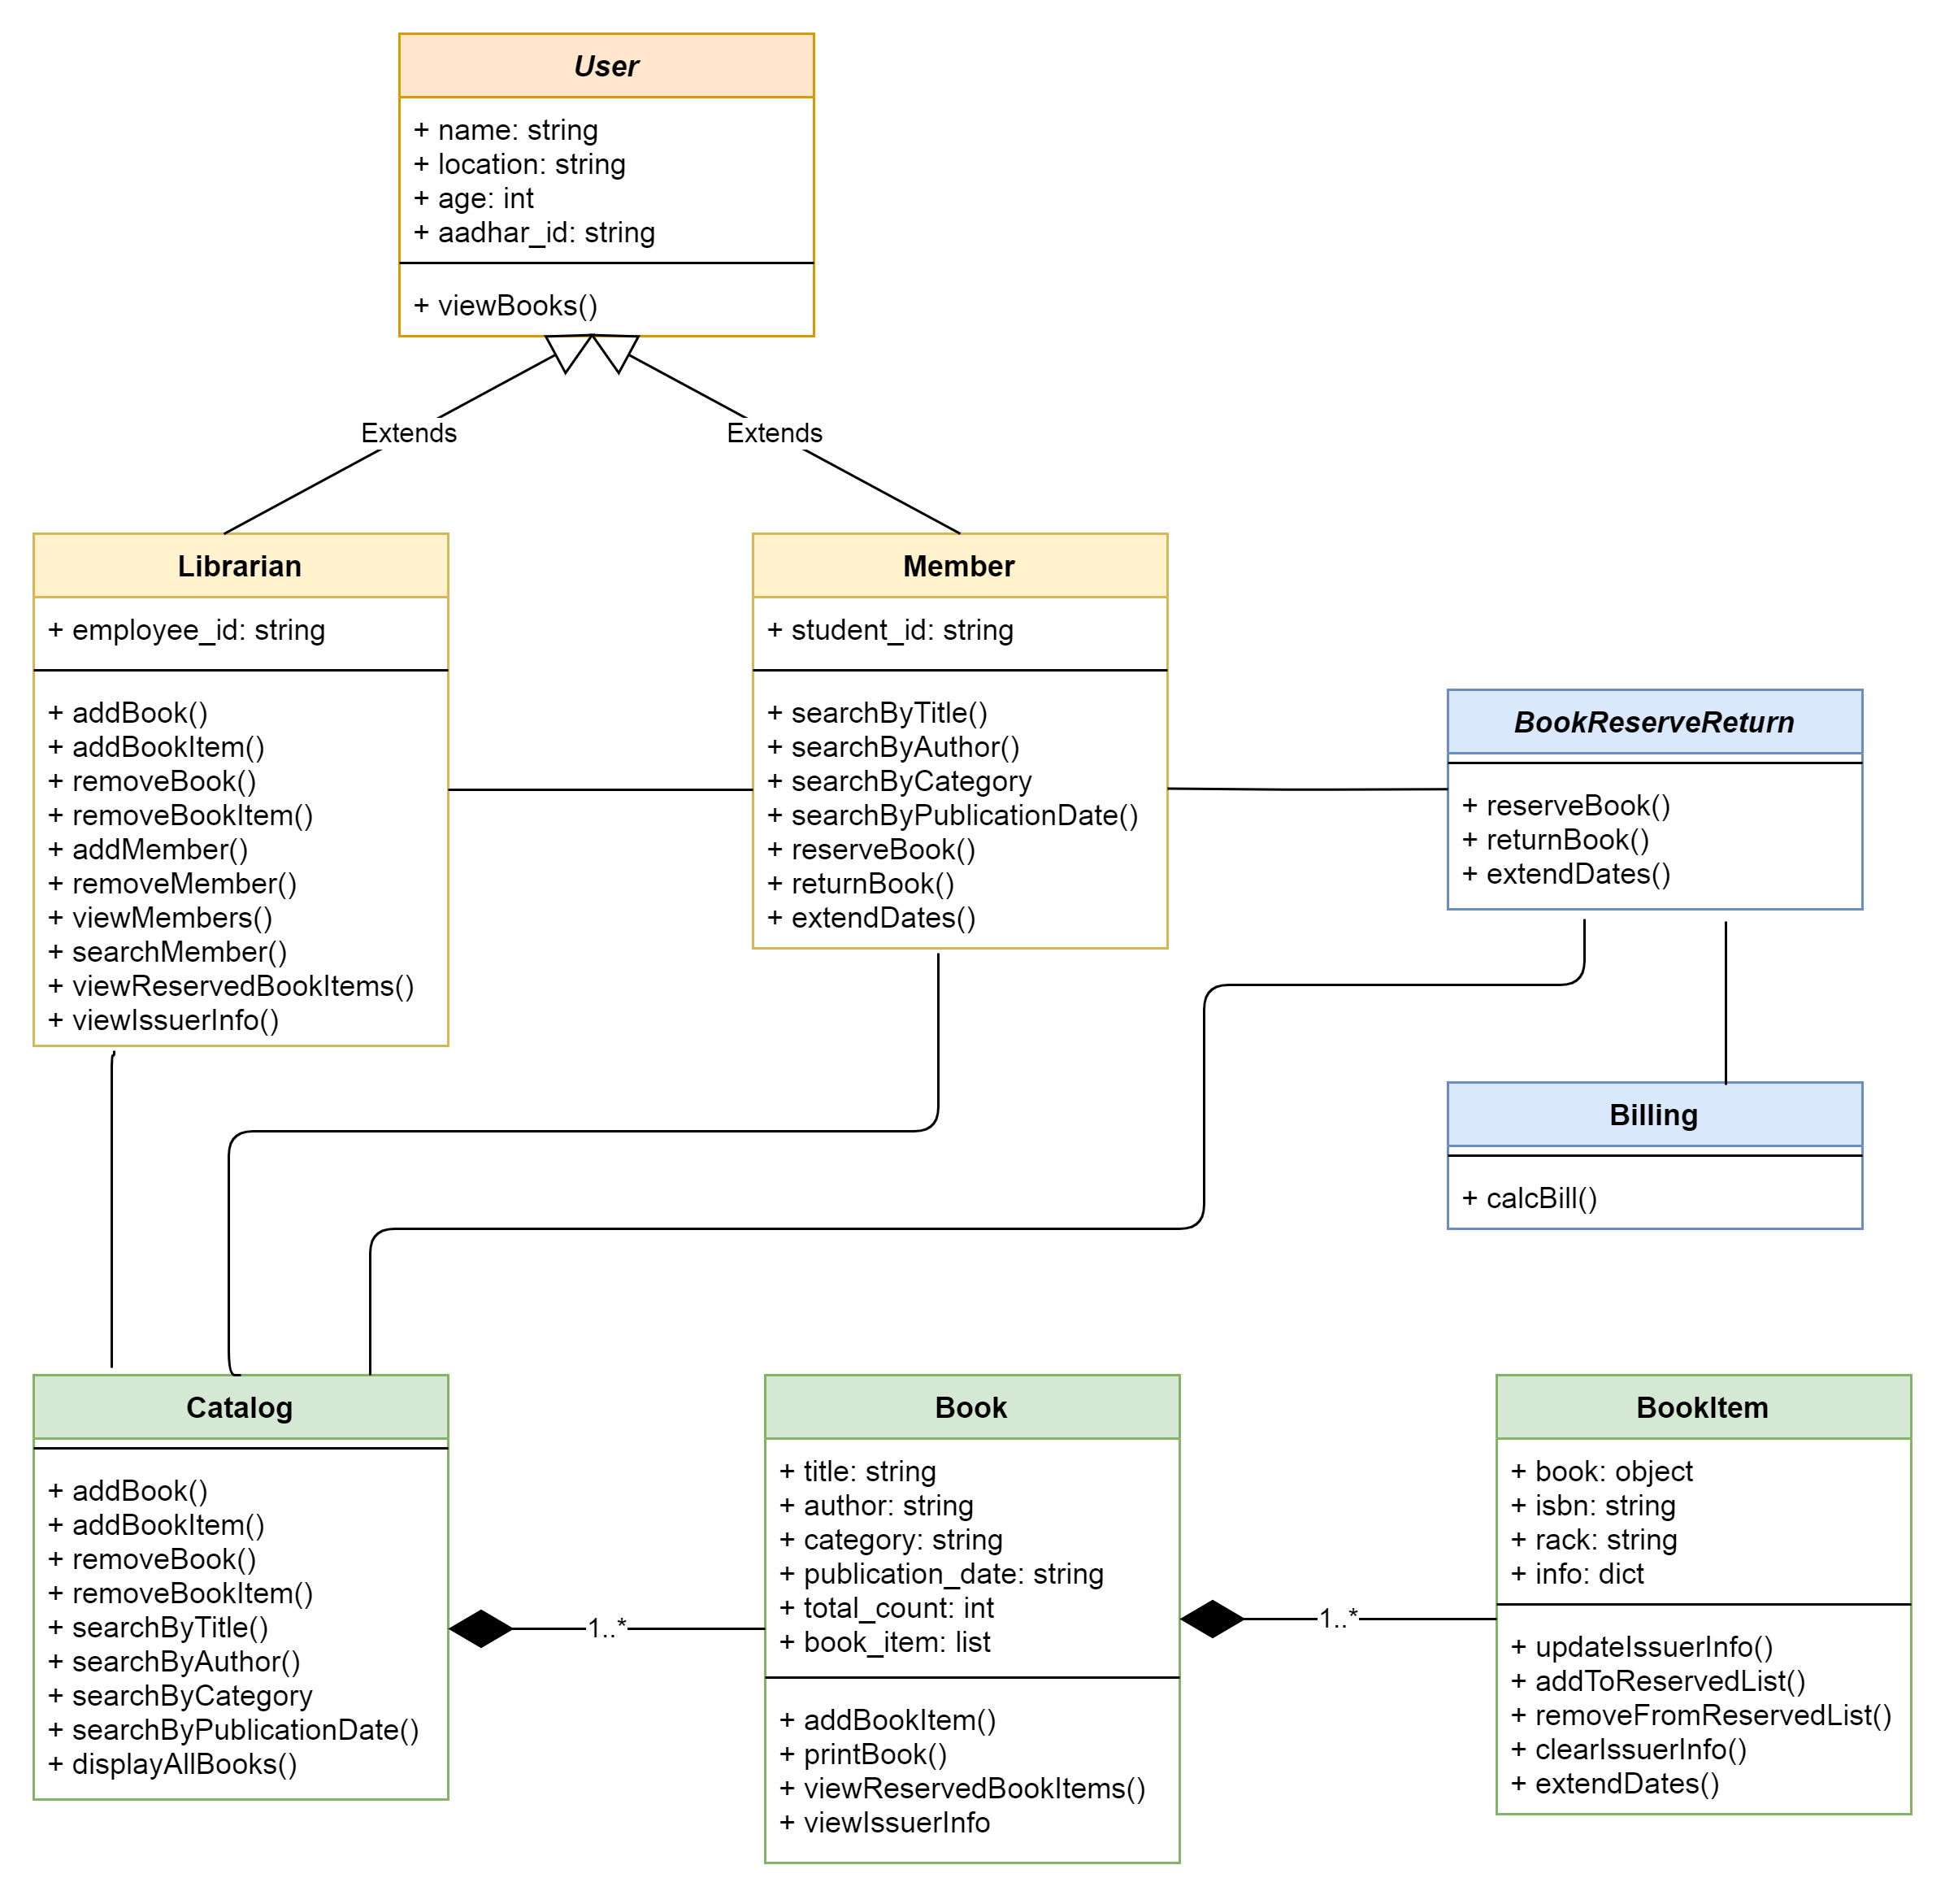 User
+ name: string
+ location: string
+ age: int
+ aadhar_id: string
+ viewBooks()
Extends
Extends
Librarian
+ employee_id: string
+ addBook()
+ addBookItem()
+ removeBook()
+ removeBookItem()
+ addMember()
+ removeMember()
+ viewMembers()
+ searchMember()
+ viewReservedBookItems()
+ viewIssuerInfo()
Member
+ student_id: string
+ searchByTitle()
+ searchByAuthor()
+ searchByCategory
+ searchByPublicationDate()
+ reserveBook()
+ returnBook()
+ extendDates()
BookReserveReturn
+ reserveBook()
+ returnBook()
+ extendDates()
Billing
+ calcBill()
Catalog
+ addBook()
+ addBookItem()
+ removeBook()
+ removeBookItem()
+ searchByTitle()
+ searchByAuthor()
+ searchByCategory
+ searchByPublicationDate()
+ displayAllBooks()
1..*
Book
+ title: string
+ author: string
+ category: string
+ publication_date: string
+ total_count: int
+ book_item: list
+ addBookItem()
+ printBook()
+ viewReservedBookItems()
+ viewIssuerInfo
1..*
BookItem
+ book: object
+ isbn: string
+ rack: string
+ info: dict
+ updateIssuerInfo()
+ addToReservedList()
+ removeFromReservedList()
+ clearIssuerInfo()
+ extendDates()